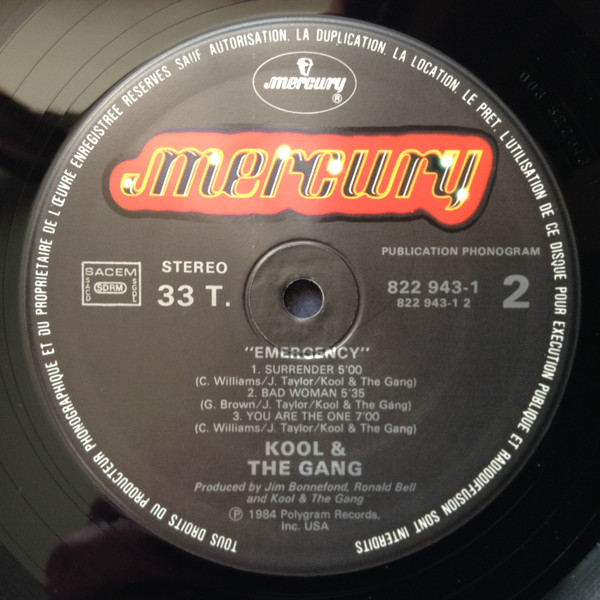 TOUS DROITS DU PRODUCTEUR PHONOGRAPHIQUE ET DU PROPRIETAIRE DE L'ŒUVRE ENREGISTREE RESERVES SAUF AUTORISATION, LA DUPLICATION, LA LOCATION, LE PRET, L'UTILISATION DE CE DISQUE POUR EXECUTION PUBLIQUE ET RADIODIFFUSION SONT INTERDITS
mercury ®
mercury
PUBLICATION PHONOGRAM
SACEM
SACD SDRM SGDL
STEREO
33 T.
822 943-1
822 943-1 2
2
"EMERGENCY"
1. SURRENDER 5'00
(C. Williams/J. Taylor/Kool & The Gang)
2. BAD WOMAN 5'35
(G. Brown/J. Taylor/Kool & The Gang)
3. YOU ARE THE ONE 7'00
(C. Williams/J. Taylor/Kool & The Gang)
KOOL &
THE GANG
Produced by Jim Bonnefond, Ronald Bell
and Kool & The Gang
℗ 1984 Polygram Records,
Inc. USA